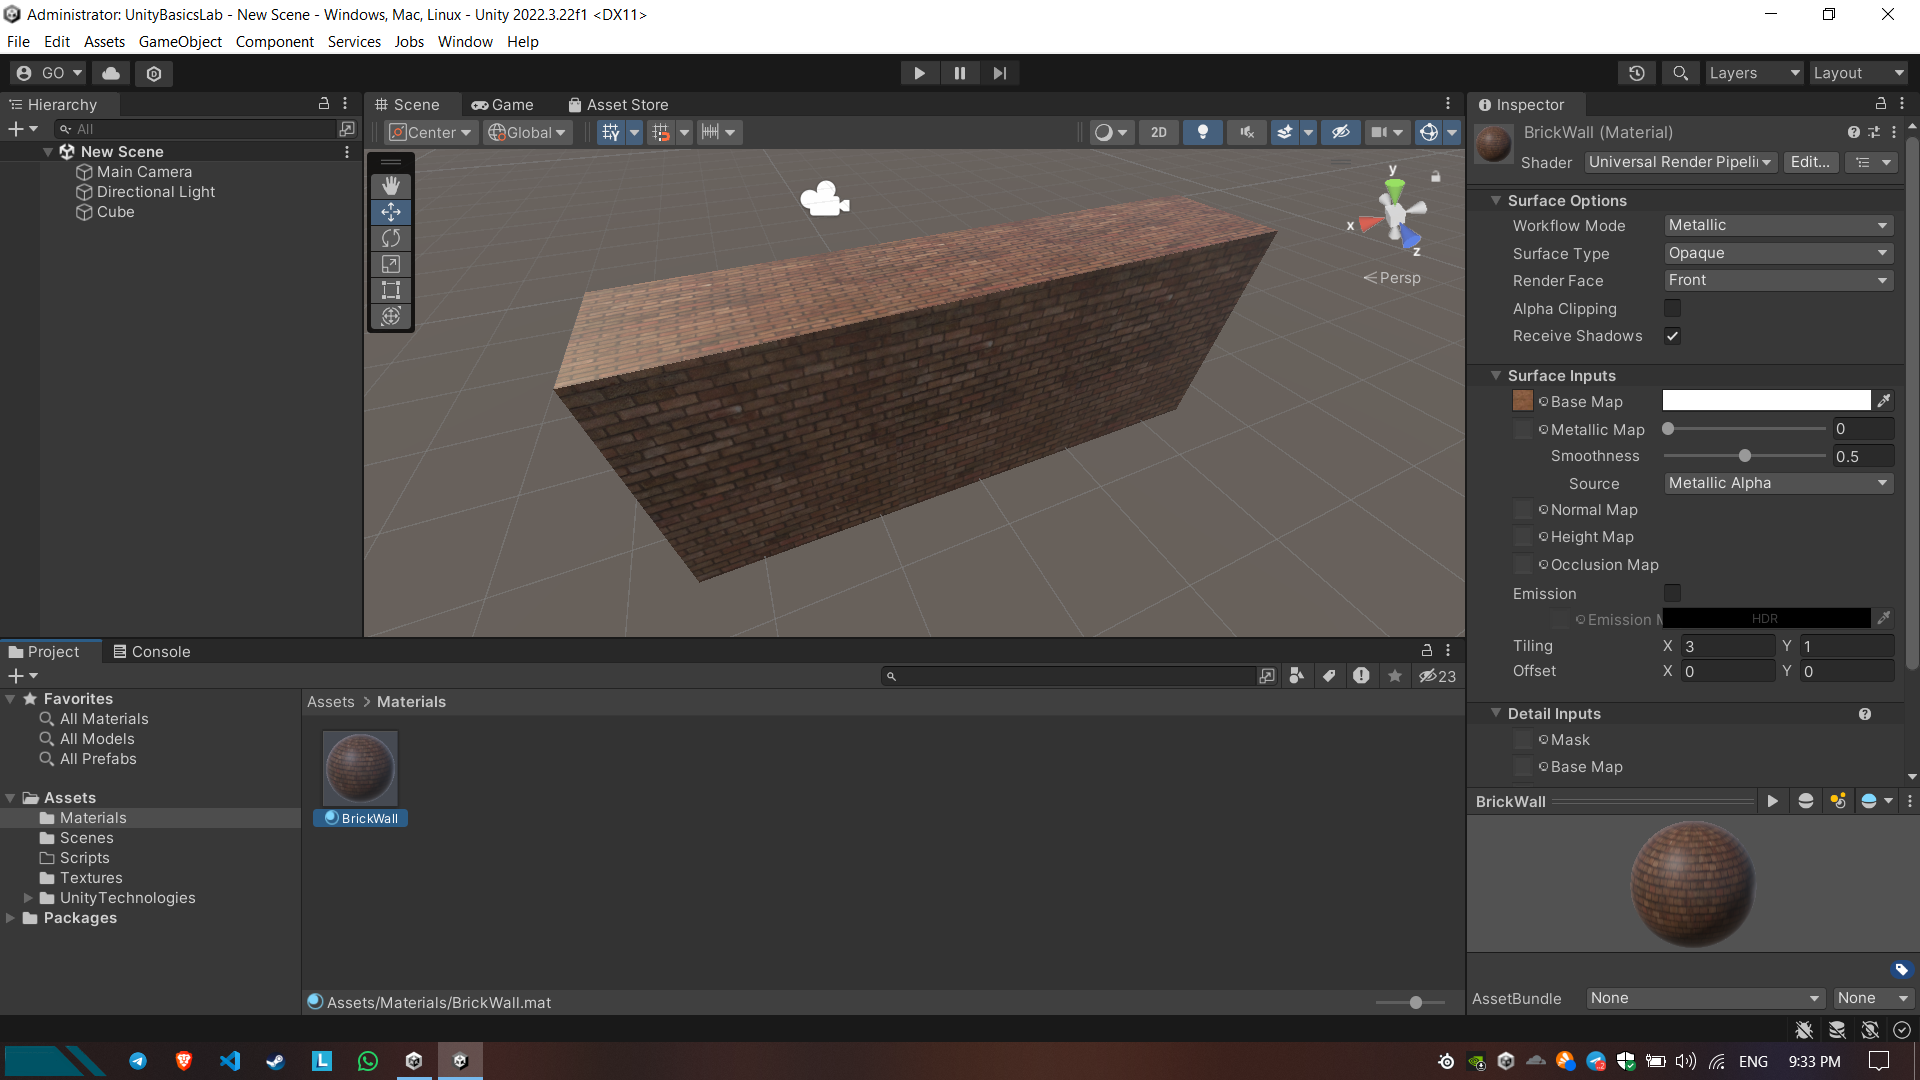 Administrator: UnityBasicsLab - New Scene - Windows, Mac, Linux - Unity 2022.3.22f1 <DX11>
File Edit Assets GameObject Component Services Jobs Window Help
GO
Layers Layout
Hierarchy
All
New Scene
Main Camera
Directional Light
Cube
Scene Game Asset Store
Center Global 2D
y
x
z
Persp
Inspector
BrickWall (Material)
Shader Universal Render Pipeli Edit...
Surface Options
Workflow Mode Metallic
Surface Type Opaque
Render Face Front
Alpha Clipping
Receive Shadows
Surface Inputs
Base Map
Metallic Map 0
Smoothness 0.5
Source Metallic Alpha
Normal Map
Height Map
Occlusion Map
Emission
Emission M HDR
Tiling X 3 Y 1
Offset X 0 Y 0
Detail Inputs
Mask
Base Map
BrickWall
AssetBundle None None
Project Console
23
Favorites
All Materials
All Models
All Prefabs
Assets
Materials
Scenes
Scripts
Textures
UnityTechnologies
Packages
Assets > Materials
BrickWall
Assets/Materials/BrickWall.mat
L
ENG 9:33 PM